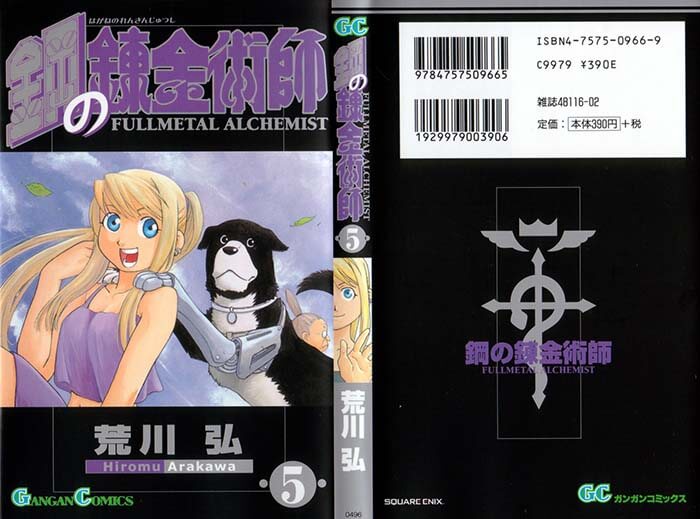 はがねのれんきんじゅつし
鋼の錬金術師
FULLMETAL ALCHEMIST
荒川 弘
Hiromu Arakawa
5
GANGAN COMICS
GC
鋼の錬金術師
FULLMETAL ALCHEMIST
5
荒川 弘
0496
9784757509665
ISBN4-7575-0966-9
C9979 ¥390E
雑誌48116-02
1929979003906
定価：本体390円+税
鋼の錬金術師
FULLMETAL ALCHEMIST
SQUARE ENIX.
GC ガンガンコミックス